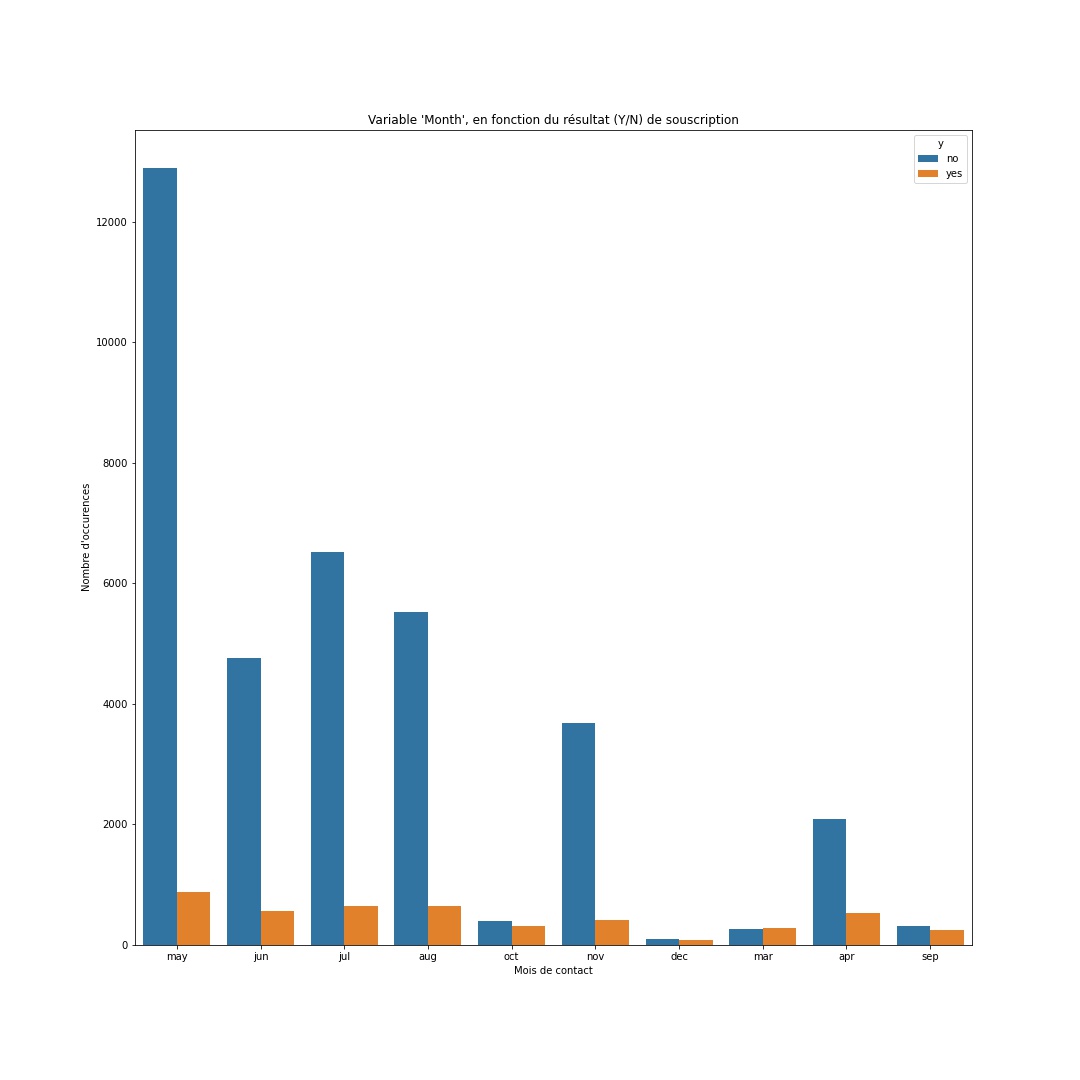 Variable 'Month', en fonction du résultat (Y/N) de souscription
y
no
yes
12000
10000
8000
6000
4000
2000
0
Nombre d'occurences
may jun jul aug oct nov dec mar apr sep
Mois de contact